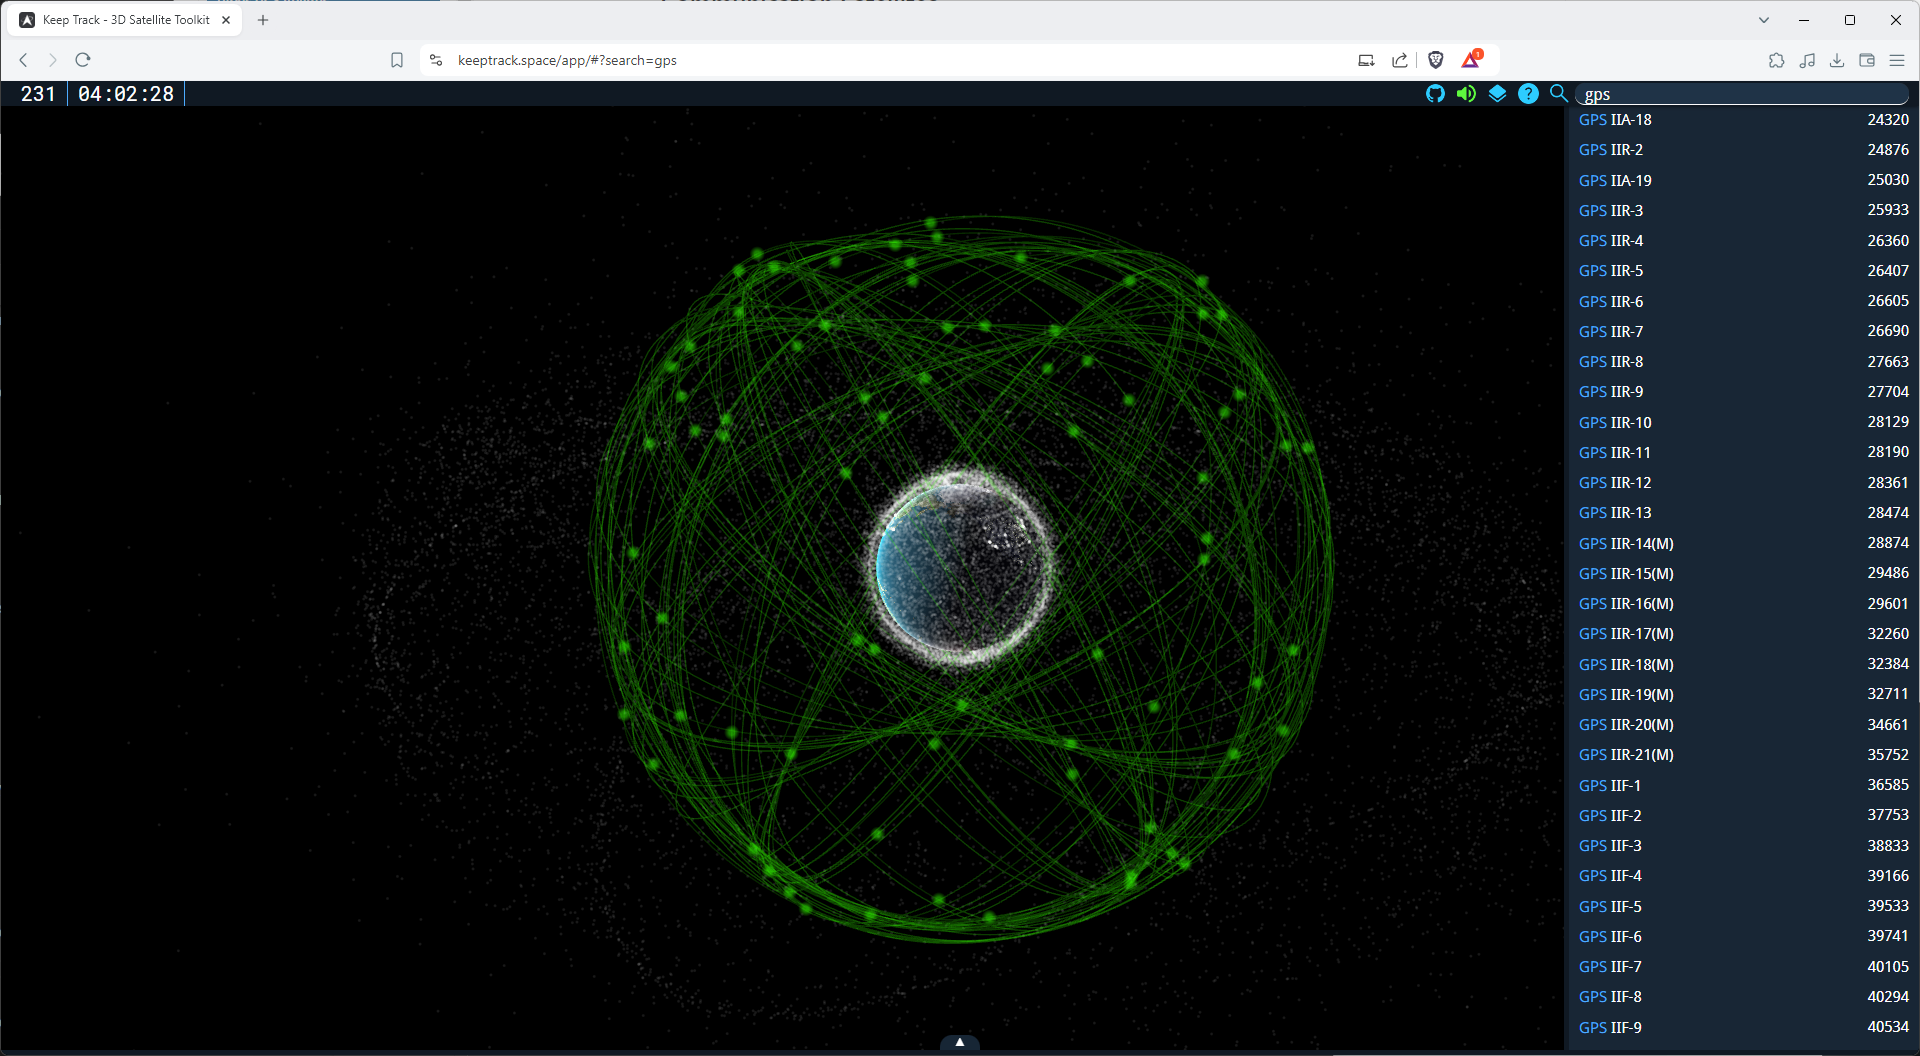 Keep Track - 3D Satellite Toolkit
keeptrack.space/app/#?search=gps
1
231 04:02:28
?
gps
GPS IIA-18 24320
GPS IIR-2 24876
GPS IIA-19 25030
GPS IIR-3 25933
GPS IIR-4 26360
GPS IIR-5 26407
GPS IIR-6 26605
GPS IIR-7 26690
GPS IIR-8 27663
GPS IIR-9 27704
GPS IIR-10 28129
GPS IIR-11 28190
GPS IIR-12 28361
GPS IIR-13 28474
GPS IIR-14(M) 28874
GPS IIR-15(M) 29486
GPS IIR-16(M) 29601
GPS IIR-17(M) 32260
GPS IIR-18(M) 32384
GPS IIR-19(M) 32711
GPS IIR-20(M) 34661
GPS IIR-21(M) 35752
GPS IIF-1 36585
GPS IIF-2 37753
GPS IIF-3 38833
GPS IIF-4 39166
GPS IIF-5 39533
GPS IIF-6 39741
GPS IIF-7 40105
GPS IIF-8 40294
GPS IIF-9 40534